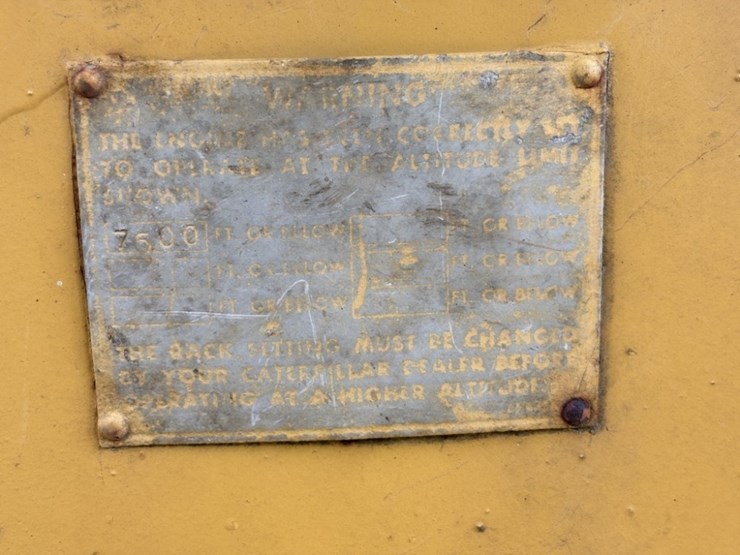 WARNING
THE ENGINE HAS BEEN CORRECTLY SET
TO OPERATE AT THE ALTITUDE LIMIT
SHOWN.
7500 FT. OR BELOW FT. OR BELOW
FT. OR BELOW FT. OR BELOW
FT. OR BELOW FT. OR BELOW
THE RACK SETTING MUST BE CHANGED
BY YOUR CATERPILLAR DEALER BEFORE
OPERATING AT A HIGHER ALTITUDE.